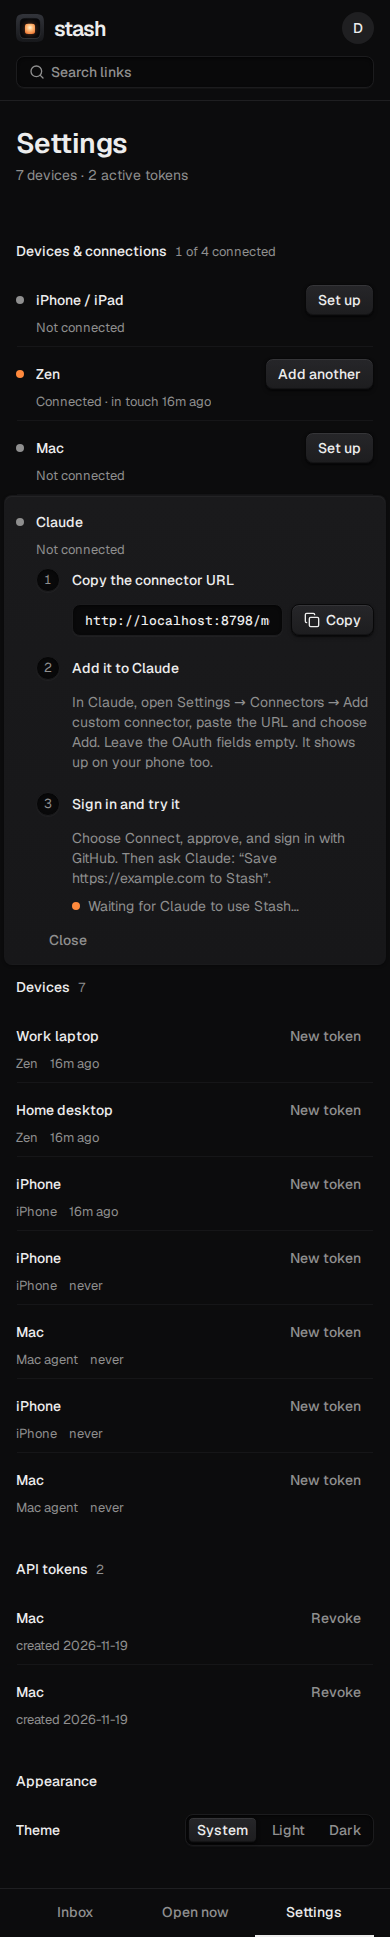 stash
D
Search links
Settings
7 devices · 2 active tokens
Devices & connections 1 of 4 connected
iPhone / iPad
Set up
Not connected
Zen
Add another
Connected · in touch 16m ago
Mac
Set up
Not connected
Claude
Not connected
1 Copy the connector URL
http://localhost:8798/m
Copy
2 Add it to Claude
In Claude, open Settings → Connectors → Add
custom connector, paste the URL and choose
Add. Leave the OAuth fields empty. It shows
up on your phone too.
3 Sign in and try it
Choose Connect, approve, and sign in with
GitHub. Then ask Claude: “Save
https://example.com to Stash”.
Waiting for Claude to use Stash…
Close
Devices 7
Work laptop
New token
Zen 16m ago
Home desktop
New token
Zen 16m ago
iPhone
New token
iPhone 16m ago
iPhone
New token
iPhone never
Mac
New token
Mac agent never
iPhone
New token
iPhone never
Mac
New token
Mac agent never
API tokens 2
Mac
Revoke
created 2026-11-19
Mac
Revoke
created 2026-11-19
Appearance
Theme
System Light Dark
Inbox Open now Settings